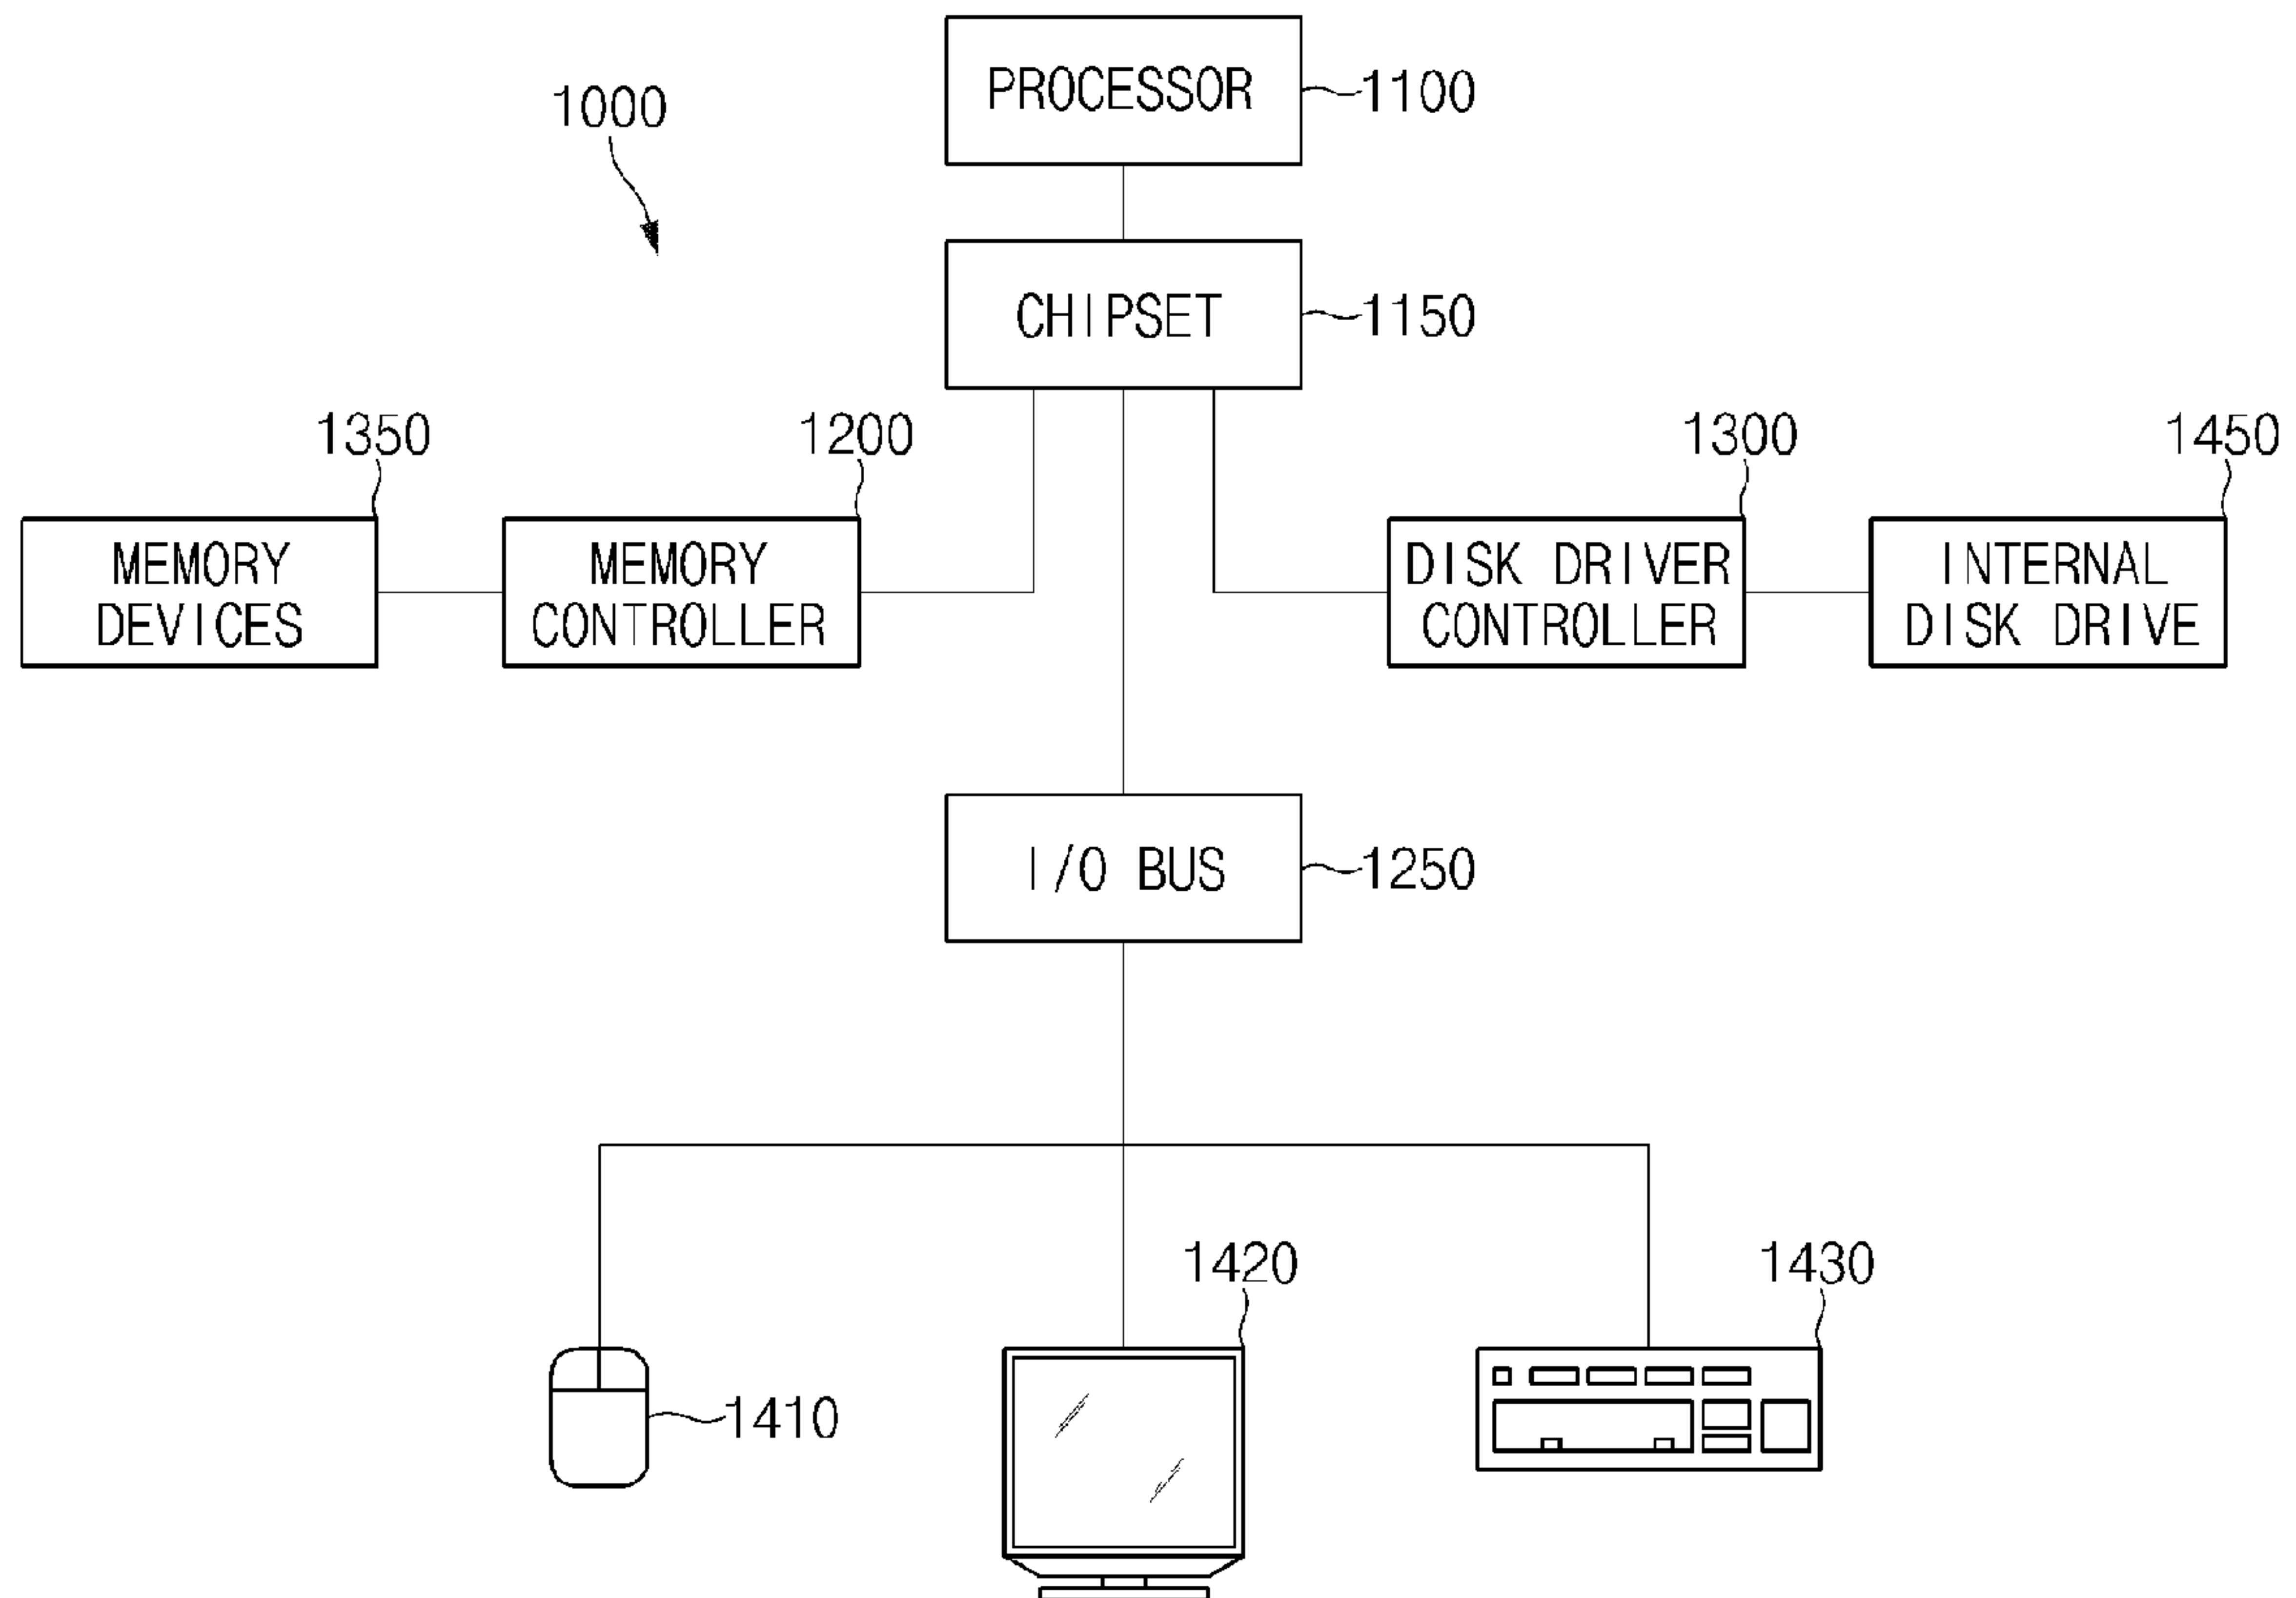 PROCESSOR
1100
1000
CHIPSET
1150
1350
1200
1300
1450
MEMORY
DEVICES
MEMORY
CONTROLLER
DISK DRIVER
CONTROLLER
INTERNAL
DISK DRIVE
I/O BUS
1250
1420
1430
1410